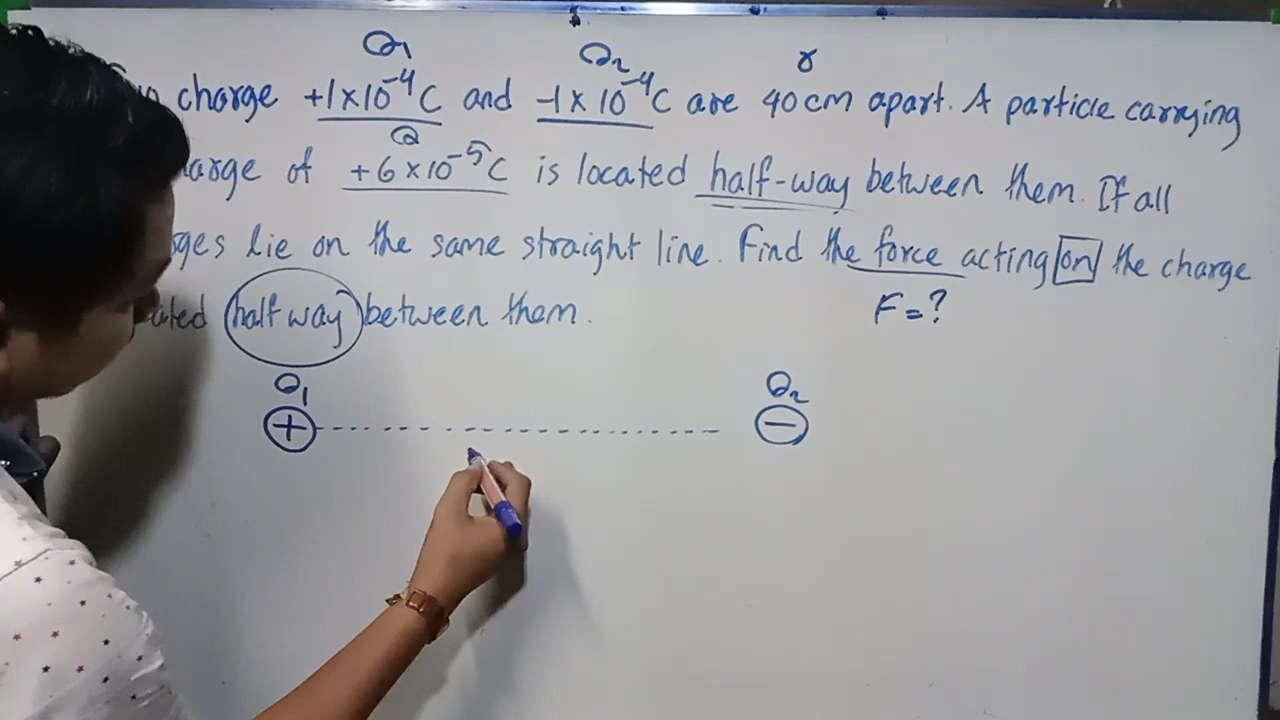 Q₁ Q₂ r
charge +1×10⁻⁴C and -1×10⁻⁴C are 40cm apart. A particle carrying
Q
of +6×10⁻⁵C is located half-way between them. If all
lie on the same straight line. Find the force acting on the charge
half way between them. F=?
Q₁ Q₂
+ −